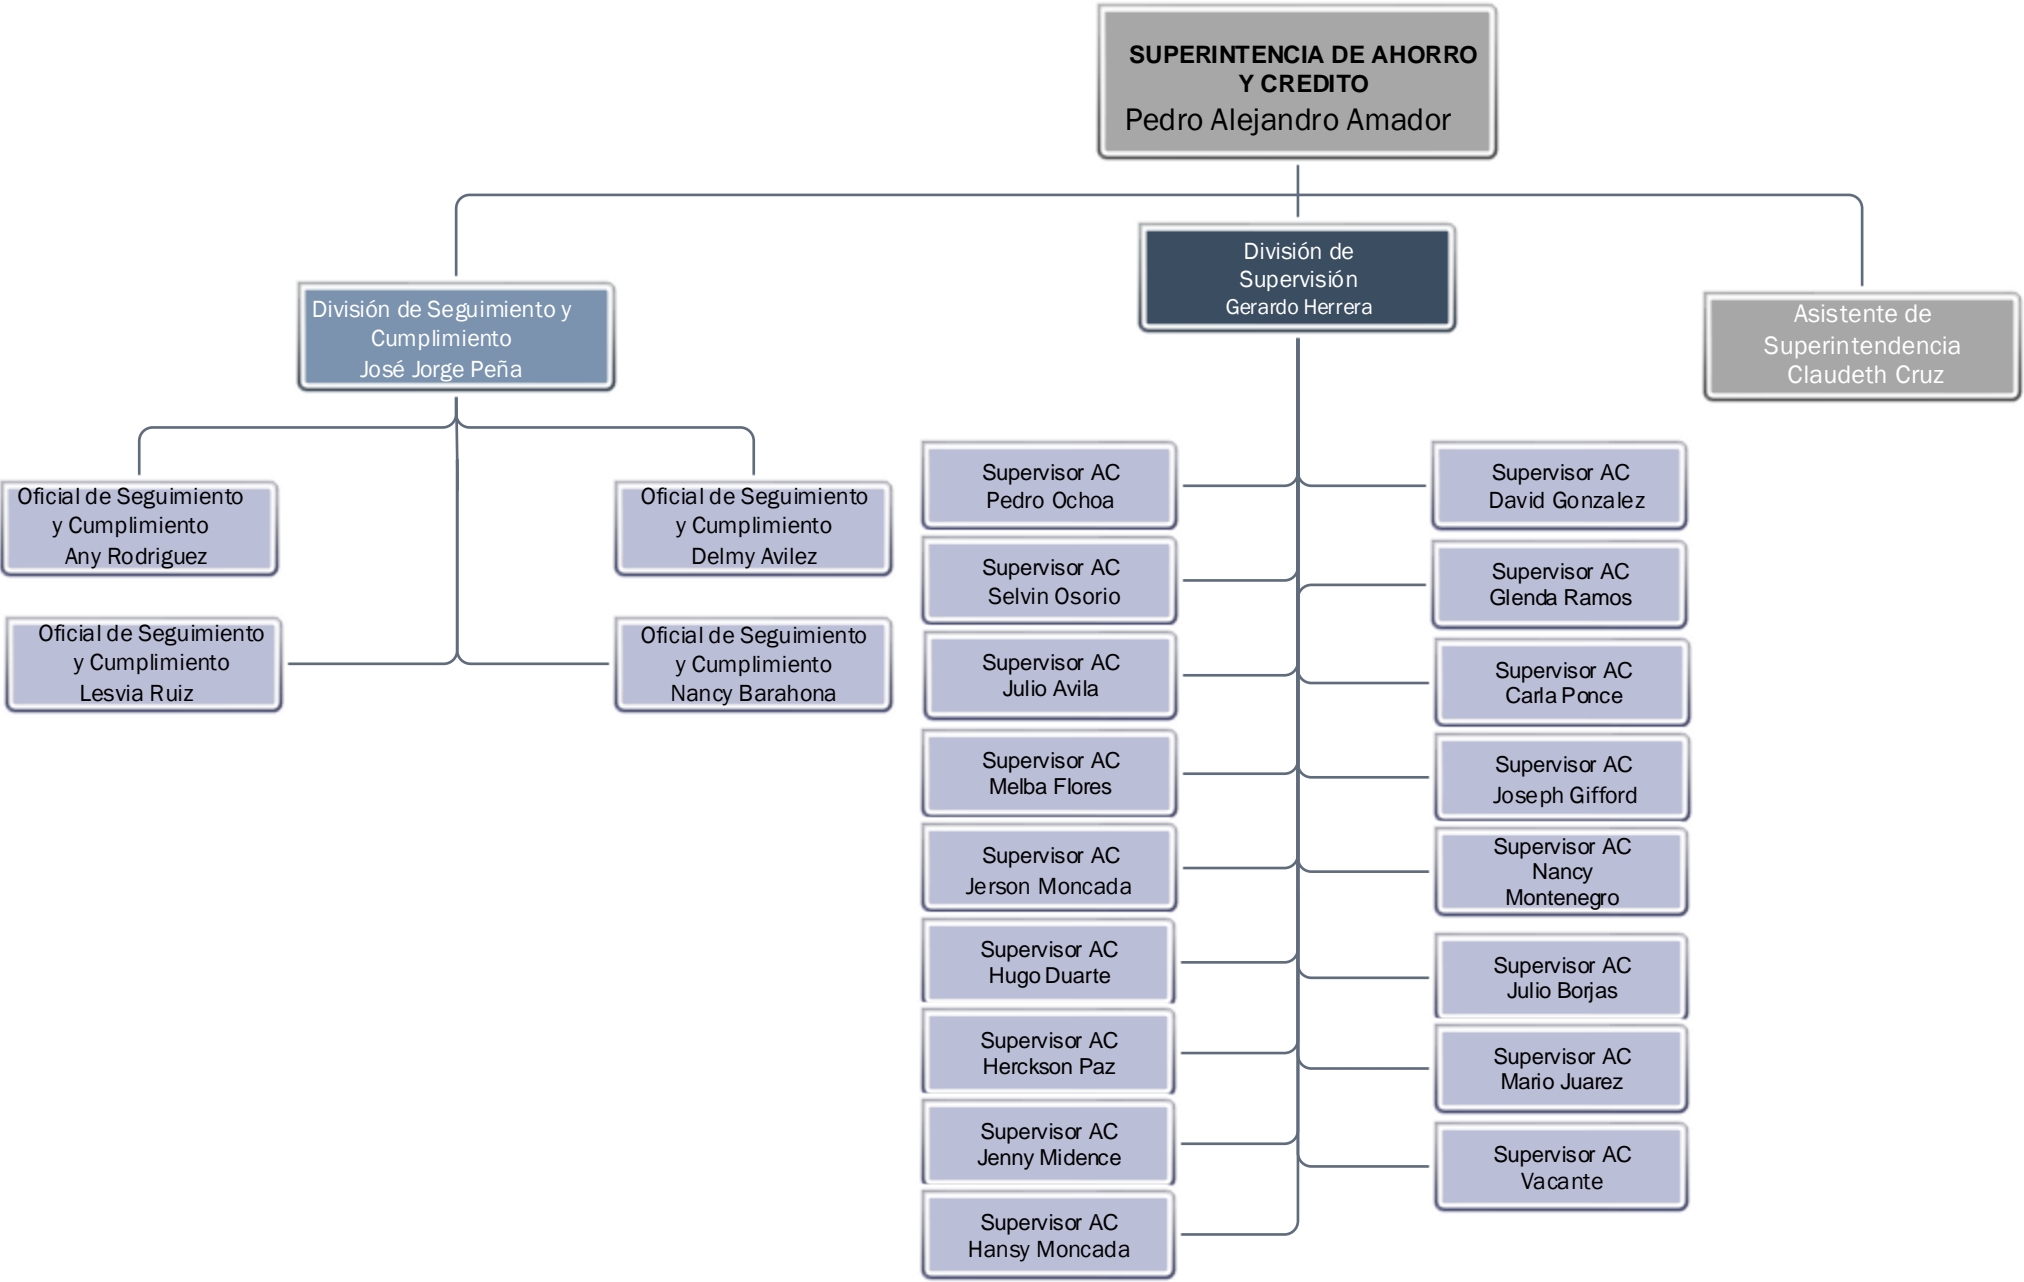 SUPERINTENCIA DE AHORRO
Y CREDITO
Pedro Alejandro Amador
División de Seguimiento y
Cumplimiento
José Jorge Peña
División de
Supervisión
Gerardo Herrera
Asistente de
Superintendencia
Claudeth Cruz
Oficial de Seguimiento
y Cumplimiento
Any Rodriguez
Oficial de Seguimiento
y Cumplimiento
Delmy Avilez
Oficial de Seguimiento
y Cumplimiento
Lesvia Ruiz
Oficial de Seguimiento
y Cumplimiento
Nancy Barahona
Supervisor AC
Pedro Ochoa
Supervisor AC
David Gonzalez
Supervisor AC
Selvin Osorio
Supervisor AC
Glenda Ramos
Supervisor AC
Julio Avila
Supervisor AC
Carla Ponce
Supervisor AC
Melba Flores
Supervisor AC
Joseph Gifford
Supervisor AC
Jerson Moncada
Supervisor AC
Nancy
Montenegro
Supervisor AC
Hugo Duarte
Supervisor AC
Julio Borjas
Supervisor AC
Herckson Paz
Supervisor AC
Mario Juarez
Supervisor AC
Jenny Midence
Supervisor AC
Vacante
Supervisor AC
Hansy Moncada